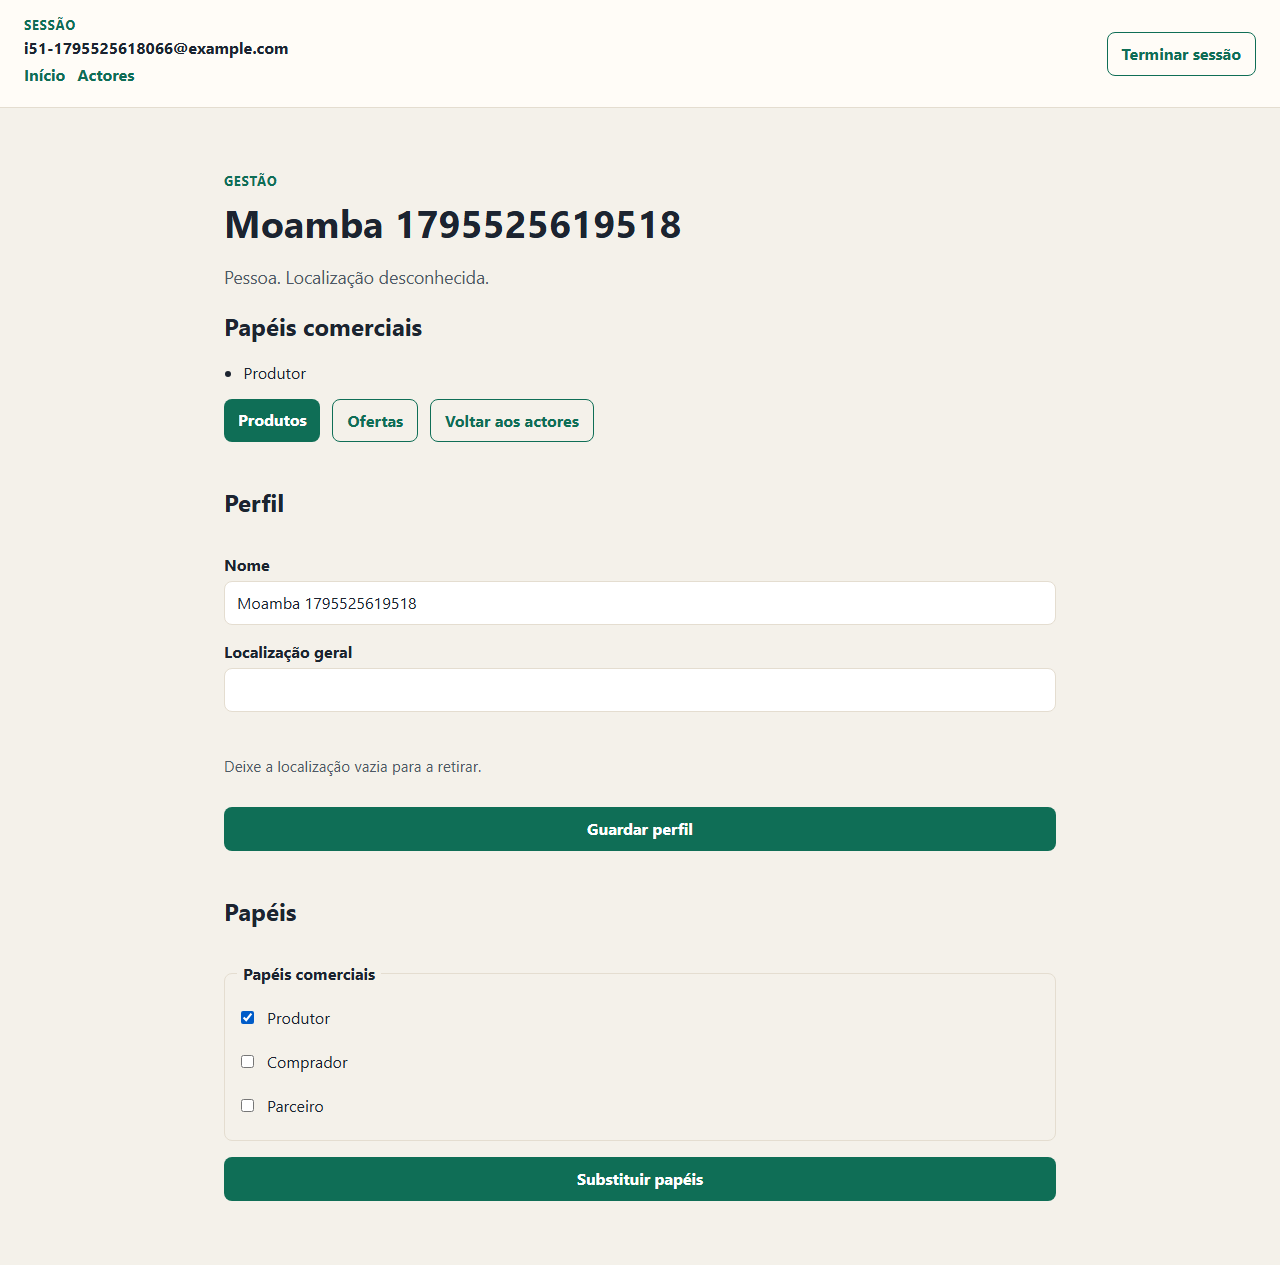 SESSÃO
i51-1795525618066@example.com
Início Actores
Terminar sessão
GESTÃO
Moamba 1795525619518
Pessoa. Localização desconhecida.
Papéis comerciais
Produtor
Produtos Ofertas Voltar aos actores
Perfil
Nome
Moamba 1795525619518
Localização geral
Deixe a localização vazia para a retirar.
Guardar perfil
Papéis
Papéis comerciais
Produtor
Comprador
Parceiro
Substituir papéis